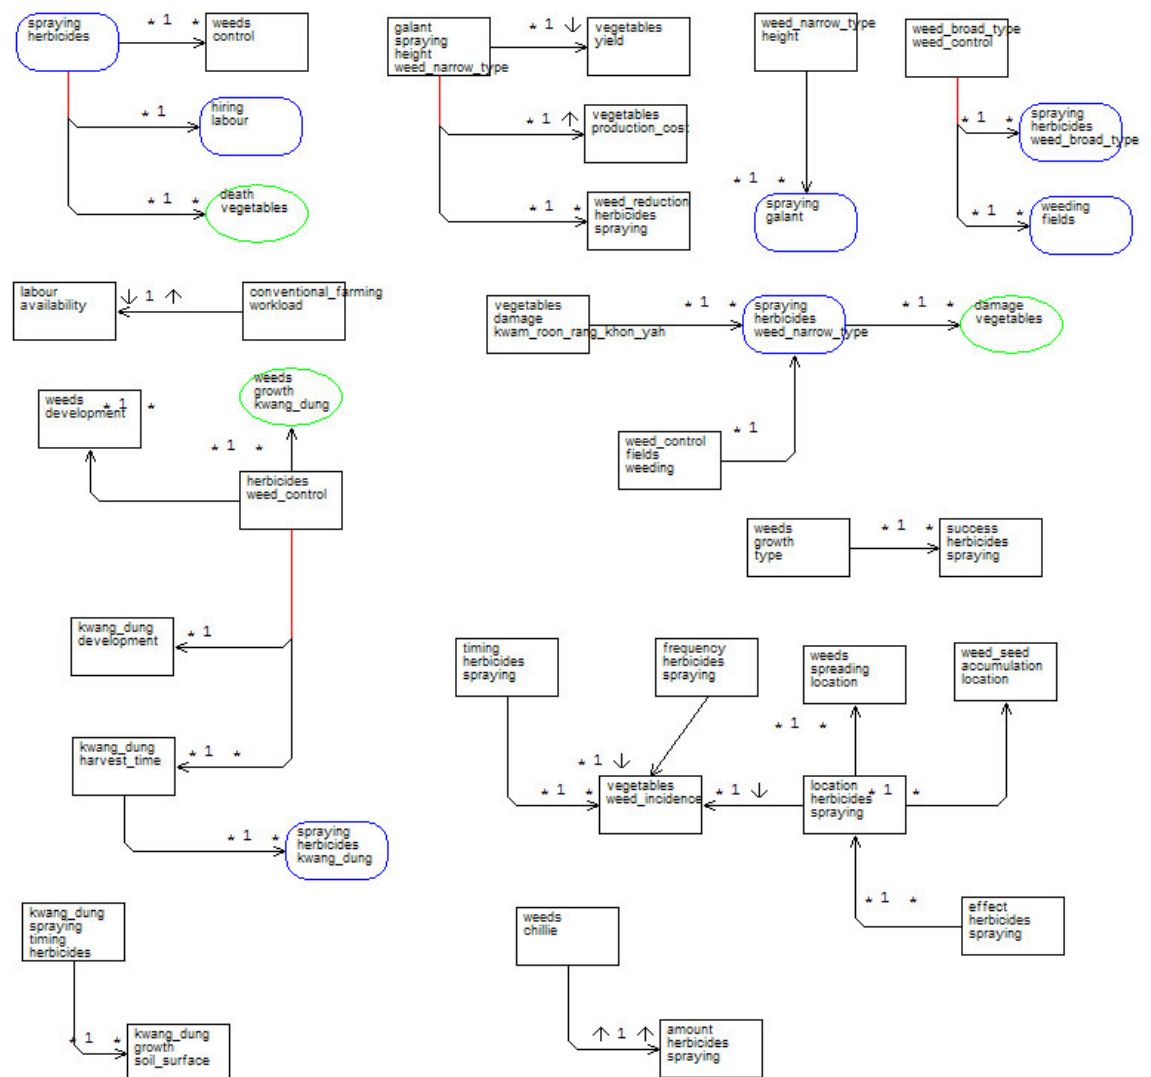 spraying
herbicides
* 1 *
weeds
control
* 1
hiring
labour
* 1 *
death
vegetables
galant
spraying
height
weed_narrow_type
* 1 ↓
vegetables
yield
* 1 ↑
vegetables
production_cost
* 1 *
weed_reduction
herbicides
spraying
weed_narrow_type
height
* 1 *
spraying
galant
weed_broad_type
weed_control
* 1 *
spraying
herbicides
weed_broad_type
* 1 *
weeding
fields
labour
availability
↓ 1 ↑
conventional_farming
workload
vegetables
damage
kwam_roon_rang_khon_yah
* 1 *
spraying
herbicides
weed_narrow_type
* 1 *
damage
vegetables
weed_control
fields
weeding
* 1
weeds
development
* 1 *
weeds
growth
kwang_dung
* 1 *
herbicides
weed_control
kwang_dung
development
* 1
kwang_dung
harvest_time
* 1 *
* 1 *
spraying
herbicides
kwang_dung
weeds
growth
type
* 1 *
success
herbicides
spraying
timing
herbicides
spraying
frequency
herbicides
spraying
weeds
spreading
location
weed_seed
accumulation
location
* 1 *
* 1 ↓
* 1 *
vegetables
weed_incidence
* 1 ↓
location
herbicides
spraying
* 1 *
* 1 *
effect
herbicides
spraying
kwang_dung
spraying
timing
herbicides
* 1 *
kwang_dung
growth
soil_surface
weeds
chillie
↑ 1 ↑
amount
herbicides
spraying